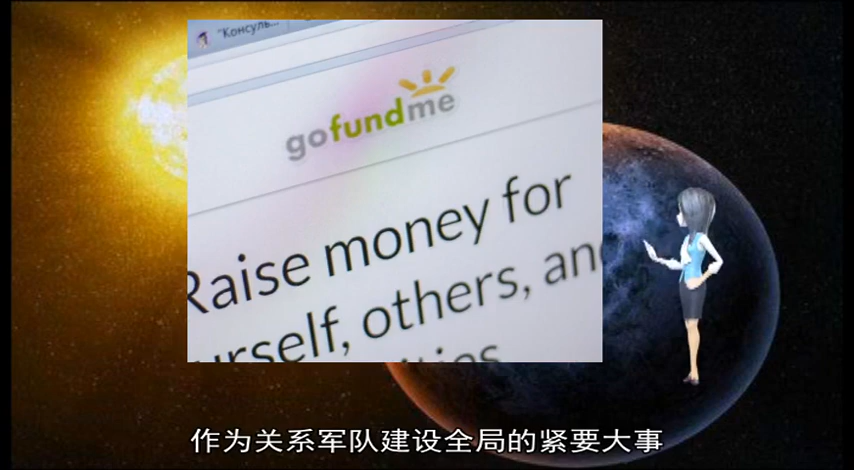 "Консуль...
gofundme
Raise money for
urself, others, an
作为关系军队建设全局的紧要大事